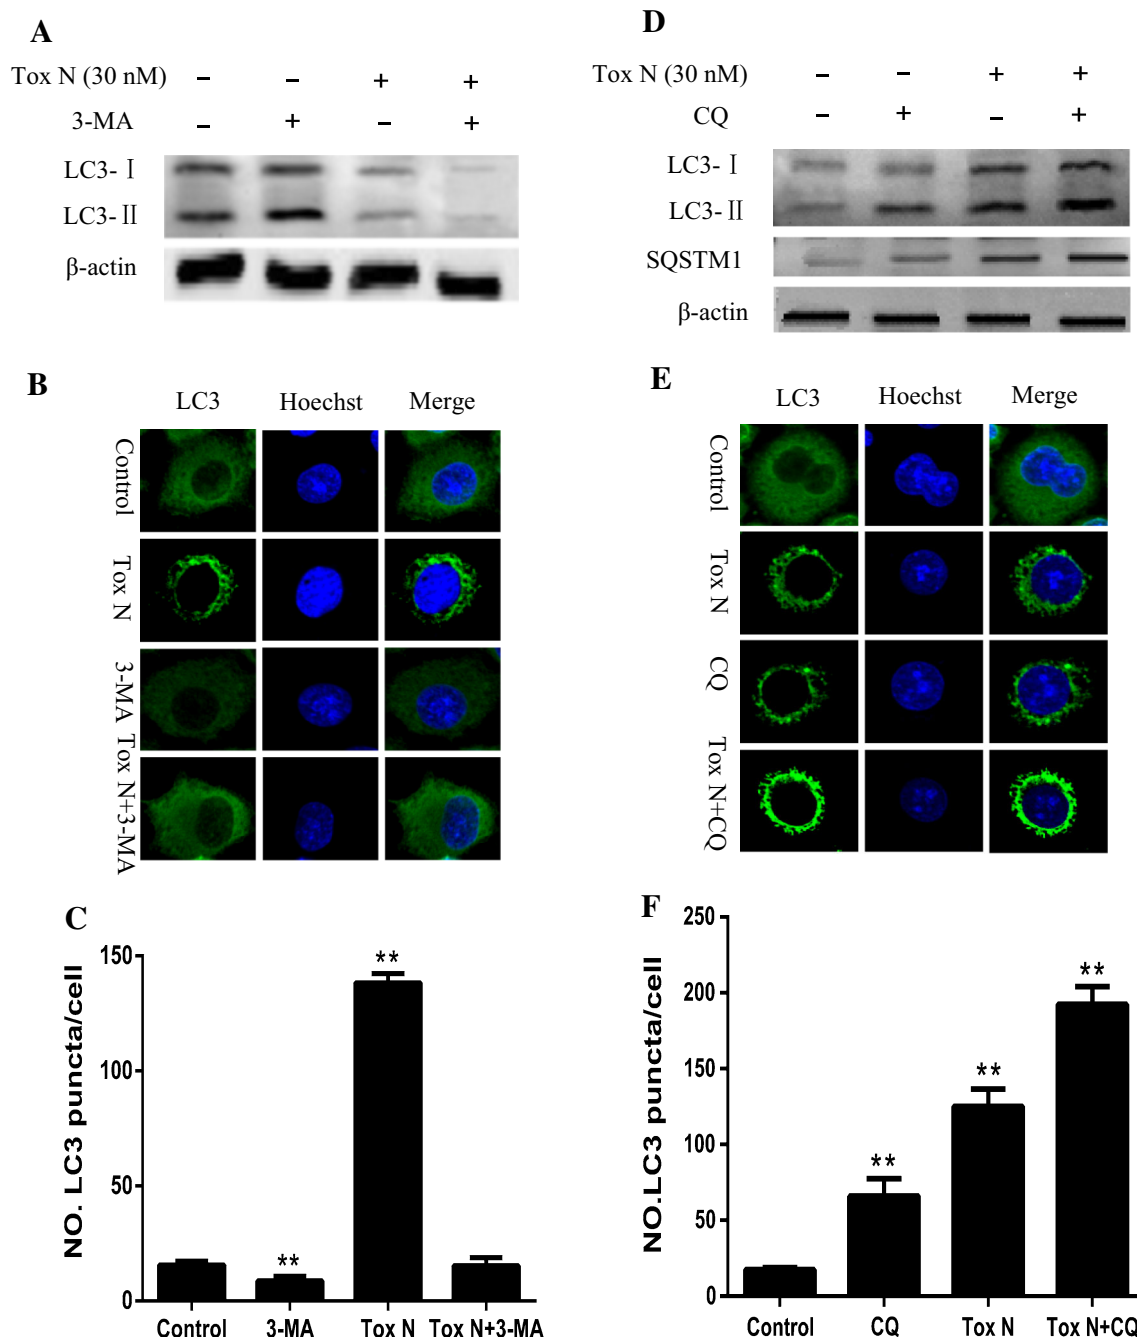 A
Tox N (30 nM) – – + +
3-MA – + – +
LC3- Ⅰ
LC3- Ⅱ
β-actin
D
Tox N (30 nM) – – + +
CQ – + – +
LC3- Ⅰ
LC3- Ⅱ
SQSTM1
β-actin
B
LC3 Hoechst Merge
Control
Tox N
3-MA
Tox N+3-MA
E
LC3 Hoechst Merge
Control
Tox N
CQ
Tox N+CQ
C
NO. LC3 puncta/cell
150
100
50
0
**
**
Control 3-MA Tox N Tox N+3-MA
F
NO.LC3 puncta/cell
250
200
150
100
50
0
**
**
**
Control CQ Tox N Tox N+CQ